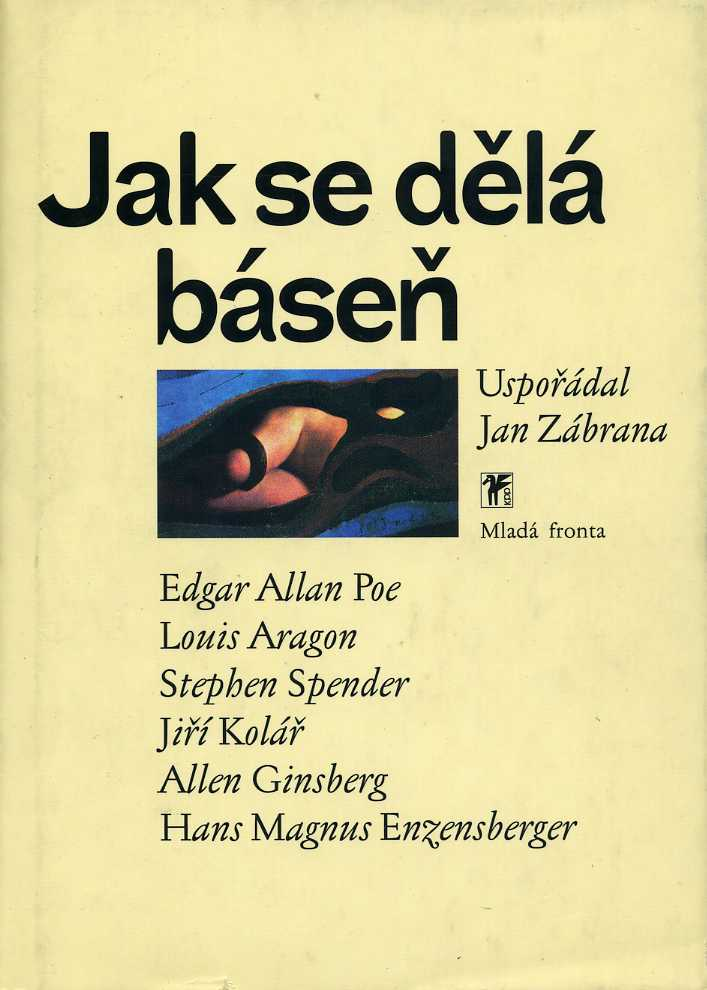 Jak se dělá
báseň
Uspořádal
Jan Zábrana
KDO
Mladá fronta
Edgar Allan Poe
Louis Aragon
Stephen Spender
Jiří Kolář
Allen Ginsberg
Hans Magnus Enzensberger